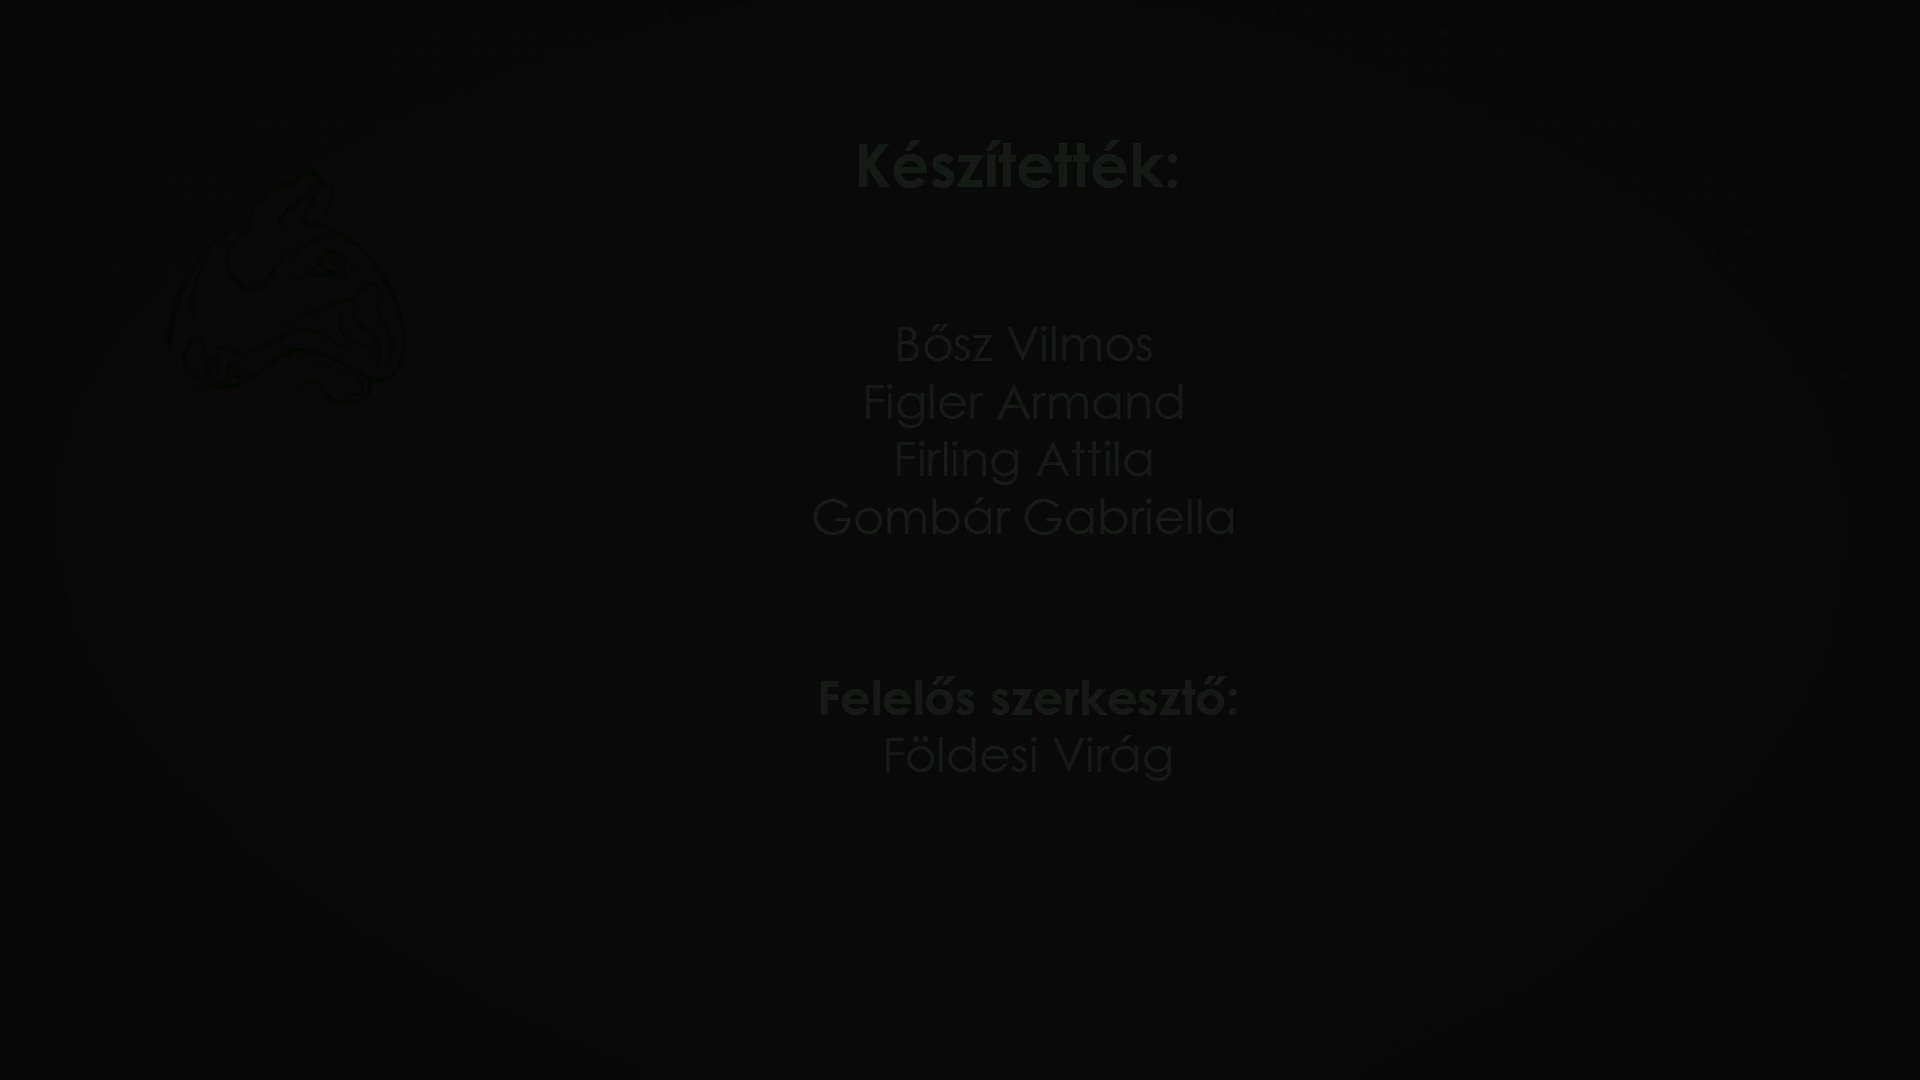 Készítették:
Bősz Vilmos
Figler Armand
Firling Attila
Gombár Gabriella
Felelős szerkesztő:
Földesi Virág